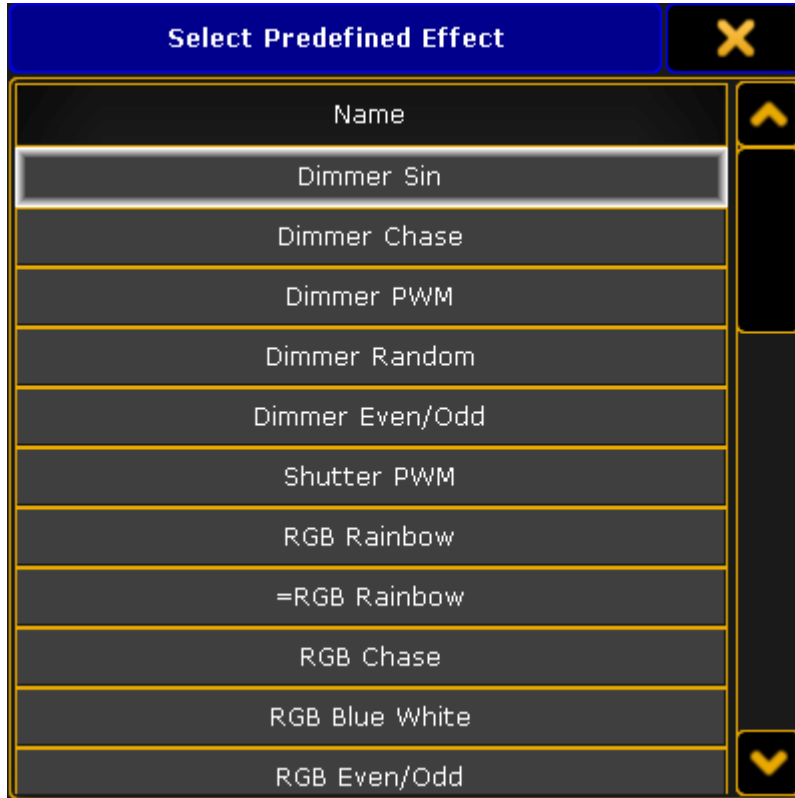 Select Predefined Effect
Name
Dimmer Sin
Dimmer Chase
Dimmer PWM
Dimmer Random
Dimmer Even/Odd
Shutter PWM
RGB Rainbow
=RGB Rainbow
RGB Chase
RGB Blue White
RGB Even/Odd